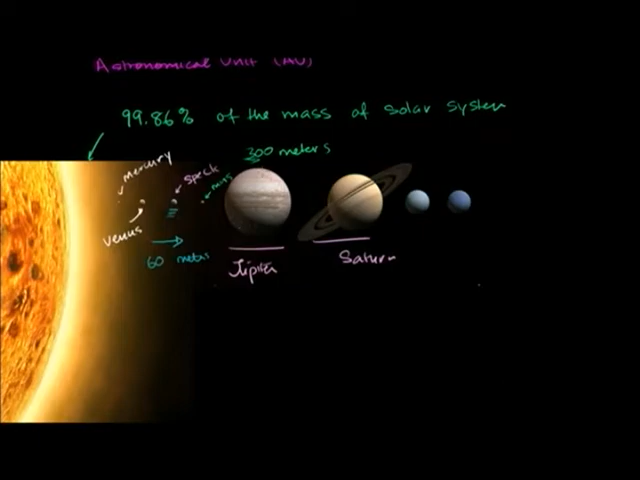 Astronomical Unit (AU)
99.86% of the mass of solar system
300 meters
mercury
speck
mars
Venus
60 meters
Jupiter
Saturn